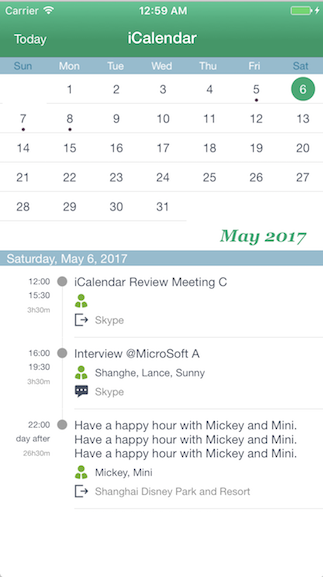 Carrier 12:59 AM
Today iCalendar
Sun Mon Tue Wed Thu Fri Sat
1 2 3 4 5 6
7 8 9 10 11 12 13
14 15 16 17 18 19 20
21 22 23 24 25 26 27
28 29 30 31
May 2017
Saturday, May 6, 2017
12:00 iCalendar Review Meeting C
15:30
3h30m
Skype
16:00 Interview @MicroSoft A
19:30 Shanghe, Lance, Sunny
3h30m
Skype
22:00 Have a happy hour with Mickey and Mini.
day after Have a happy hour with Mickey and Mini.
26h30m Have a happy hour with Mickey and Mini.
Mickey, Mini
Shanghai Disney Park and Resort